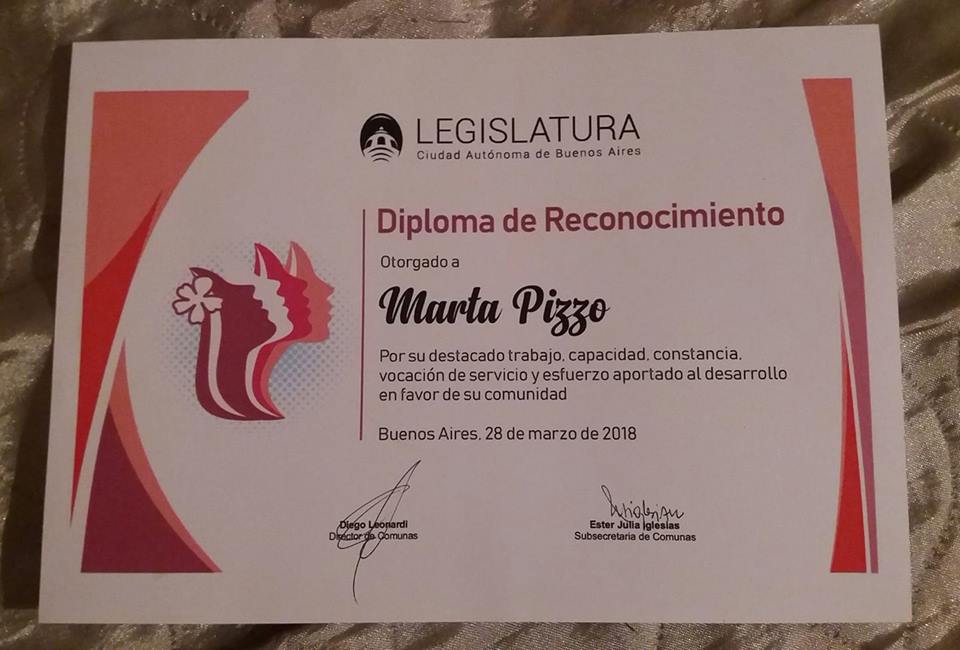 LEGISLATURA
Ciudad Autónoma de Buenos Aires
Diploma de Reconocimiento
Otorgado a
Marta Pizzo
Por su destacado trabajo, capacidad, constancia,
vocación de servicio y esfuerzo aportado al desarrollo
en favor de su comunidad
Buenos Aires, 28 de marzo de 2018
Diego Leonardi
Director de Comunas
Ester Julia Iglesias
Subsecretaria de Comunas